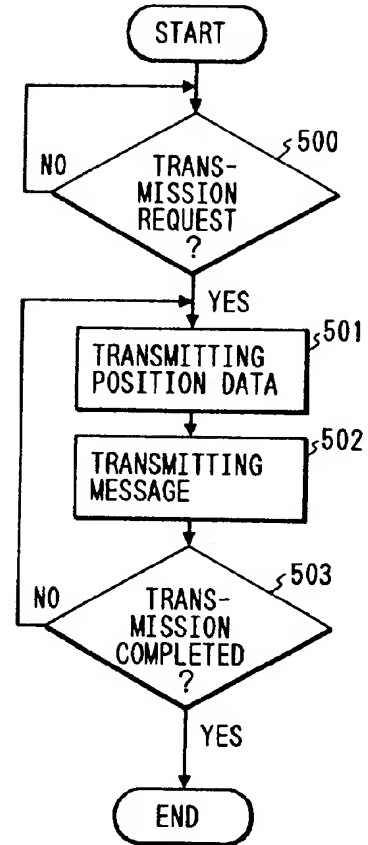 START
500
NO
TRANS-
MISSION
REQUEST
?
YES
501
TRANSMITTING
POSITION DATA
502
TRANSMITTING
MESSAGE
503
NO
TRANS-
MISSION
COMPLETED
?
YES
END